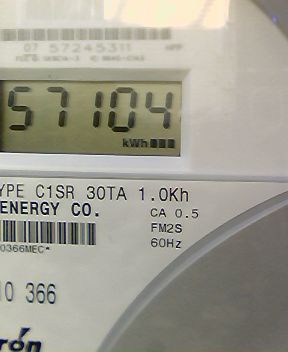 07 57245311
57104
kWh
YPE C1SR 30TA 1.0Kh
ENERGY CO.
CA 0.5
FM2S
60Hz
0366MEC*
10 366
rón